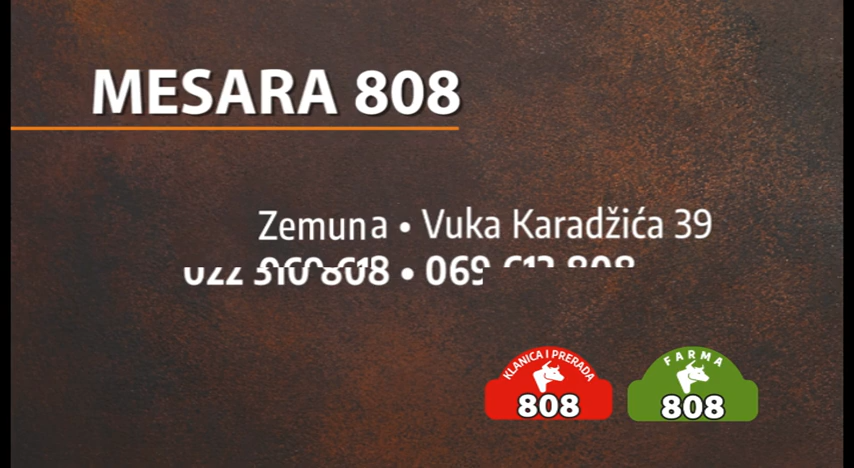 MESARA 808
Zemuna • Vuka Karadžića 39
KLANICA I PRERADA
808
FARMA
808